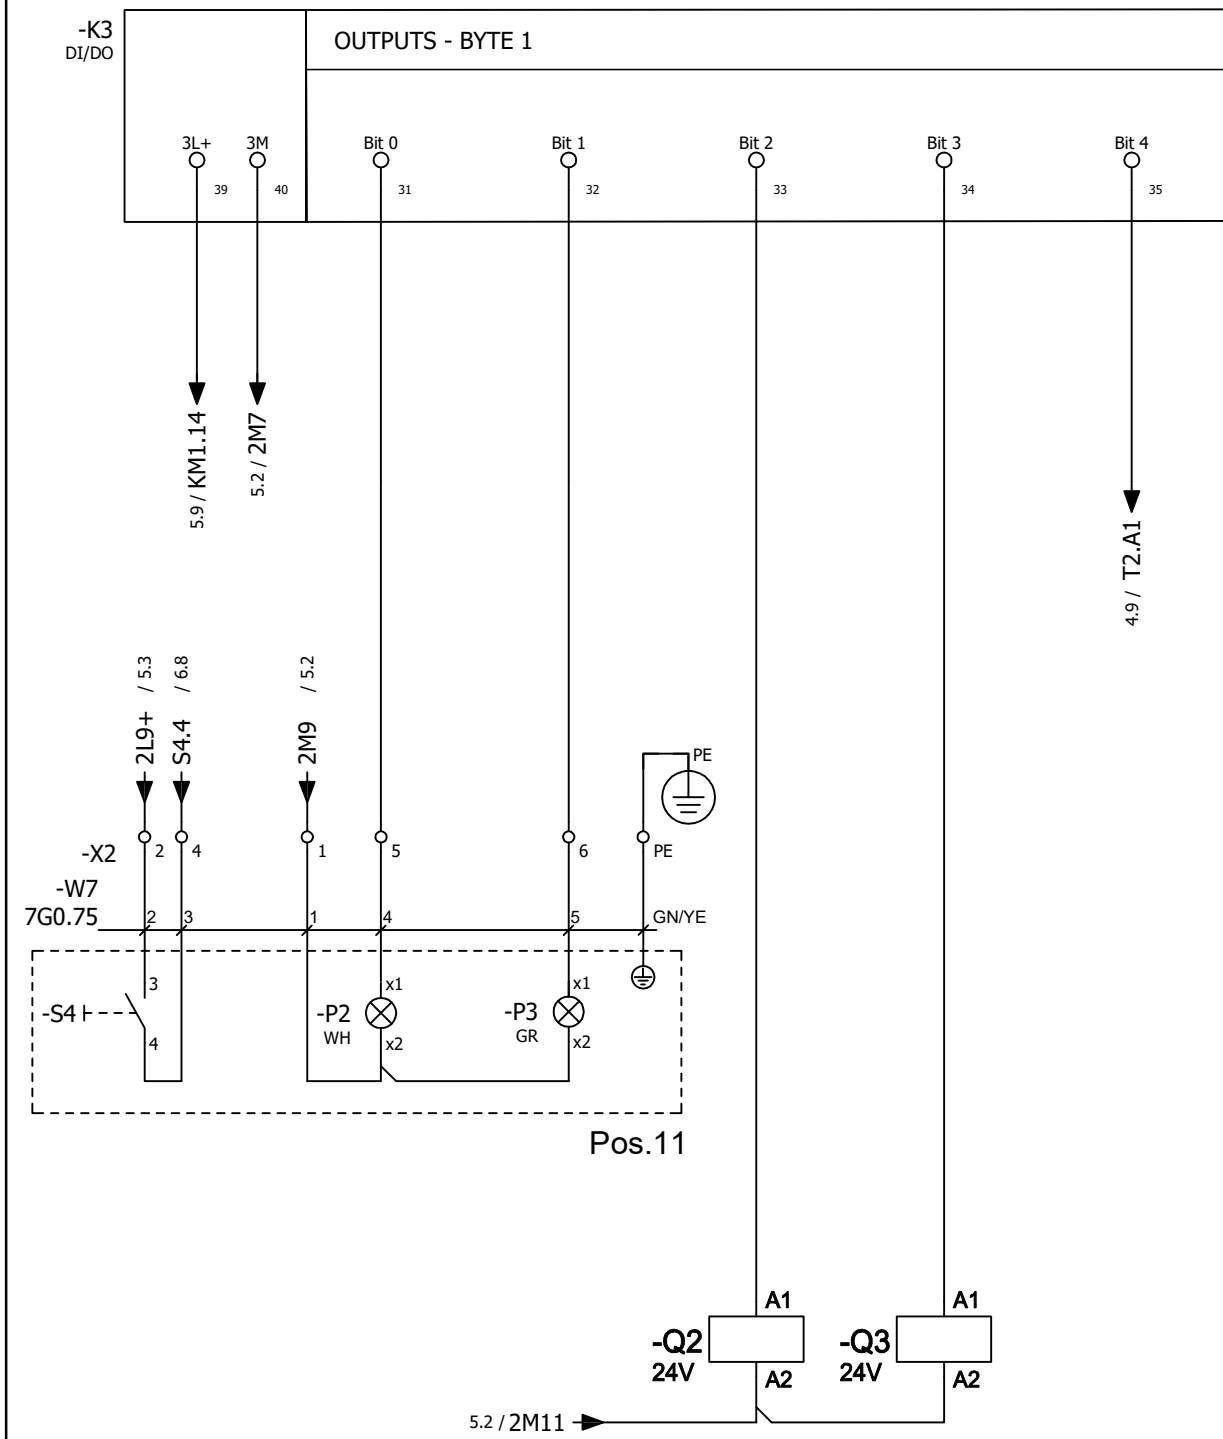 -K3
DI/DO
OUTPUTS - BYTE 1
3L+
3M
Bit 0
Bit 1
Bit 2
Bit 3
Bit 4
39
40
31
32
33
34
35
5.9 / KM1.14
5.2 / 2M7
4.9 / T2.A1
2L9+ / 5.3
S4.4 / 6.8
2M9 / 5.2
PE
-X2
2
4
1
5
6
PE
-W7
7G0.75
2
3
1
4
5
GN/YE
-S4
3
4
-P2
WH
x1
x2
-P3
GR
x1
x2
Pos.11
-Q2
24V
A1
A2
-Q3
24V
A1
A2
5.2 / 2M11